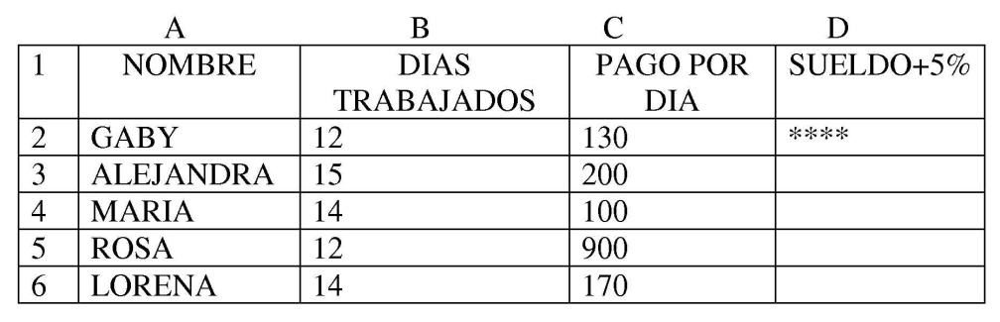 A B C D
1 NOMBRE DIAS TRABAJADOS PAGO POR DIA SUELDO+5%
2 GABY 12 130 ****
3 ALEJANDRA 15 200
4 MARIA 14 100
5 ROSA 12 900
6 LORENA 14 170